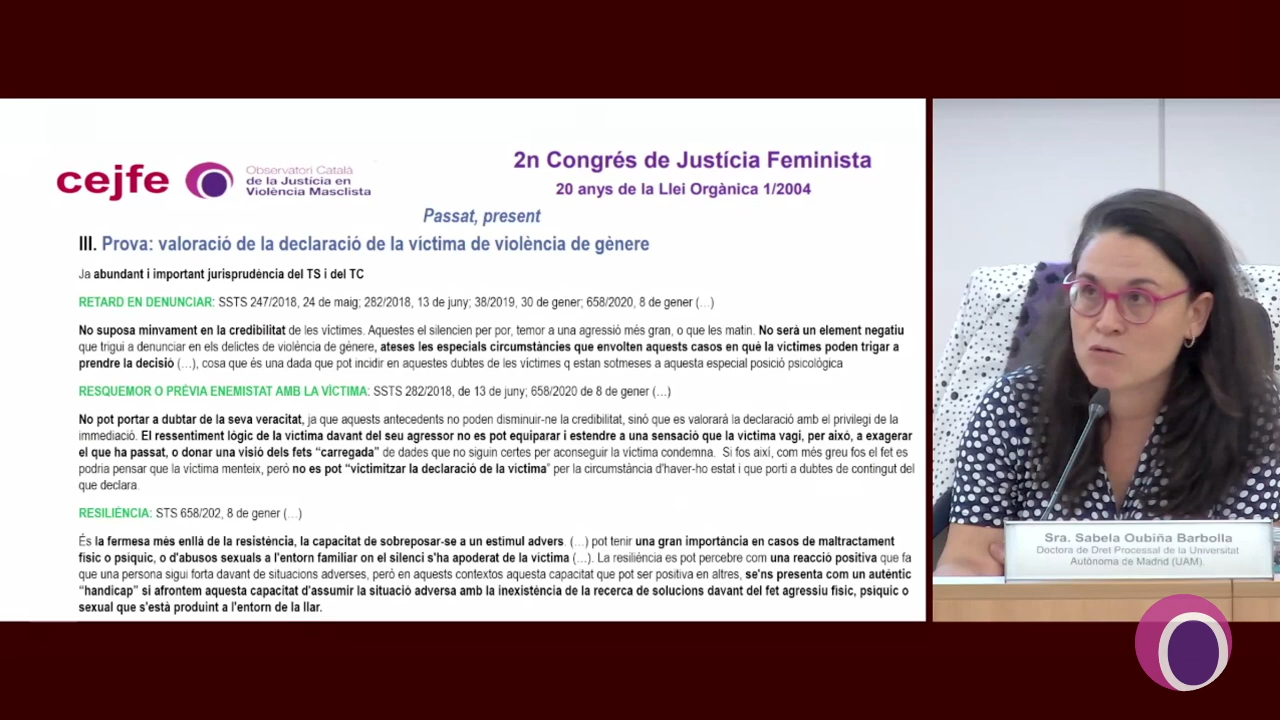 cejfe
Observatori Català
de la Justícia en
Violència Masclista
2n Congrés de Justícia Feminista
20 anys de la Llei Orgànica 1/2004
Passat, present
III. Prova: valoració de la declaració de la víctima de violència de gènere
Ja abundant i important jurisprudència del TS i del TC
RETARD EN DENUNCIAR: SSTS 247/2018, 24 de maig; 282/2018, 13 de juny; 38/2019, 30 de gener; 658/2020, 8 de gener (…)
No suposa minvament en la credibilitat de les víctimes. Aquestes el silencien per por, temor a una agressió més gran, o que les matin. No serà un element negatiu
que trigui a denunciar en els delictes de violència de gènere, ateses les especials circumstàncies que envolten aquests casos en què la víctimes poden trigar a
prendre la decisió (…), cosa que és una dada que pot incidir en aquestes dubtes de les víctimes q estan sotmeses a aquesta especial posició psicològica
RESQUEMOR O PRÈVIA ENEMISTAT AMB LA VÍCTIMA: SSTS 282/2018, de 13 de juny; 658/2020 de 8 de gener (…)
No pot portar a dubtar de la seva veracitat, ja que aquests antecedents no poden disminuir-ne la credibilitat, sinó que es valorarà la declaració amb el privilegi de la
immediació. El ressentiment lògic de la víctima davant del seu agressor no es pot equiparar i estendre a una sensació que la víctima vagi, per això, a exagerar
el que ha passat, o donar una visió dels fets “carregada” de dades que no siguin certes per aconseguir la víctima condemna. Si fos així, com més greu fos el fet es
podria pensar que la víctima menteix, però no es pot “victimitzar la declaració de la víctima” per la circumstància d'haver-ho estat i que porti a dubtes de contingut del
que declara.
RESILIÈNCIA: STS 658/202, 8 de gener (…)
És la fermesa més enllà de la resistència, la capacitat de sobreposar-se a un estimul advers (…) pot tenir una gran importància en casos de maltractament
físic o psíquic, o d'abusos sexuals a l'entorn familiar on el silenci s'ha apoderat de la víctima (…). La resiliència es pot percebre com una reacció positiva que fa
que una persona sigui forta davant de situacions adverses, però en aquests contextos aquesta capacitat que pot ser positiva en altres, se'ns presenta com un autèntic
“handicap” si afrontem aquesta capacitat d'assumir la situació adversa amb la inexistència de la recerca de solucions davant del fet agressiu físic, psíquic o
sexual que s'està produint a l'entorn de la llar.
Sra. Sabela Oubiña Barbolla
Doctora de Dret Processal de la Universitat
Autònoma de Madrid (UAM).